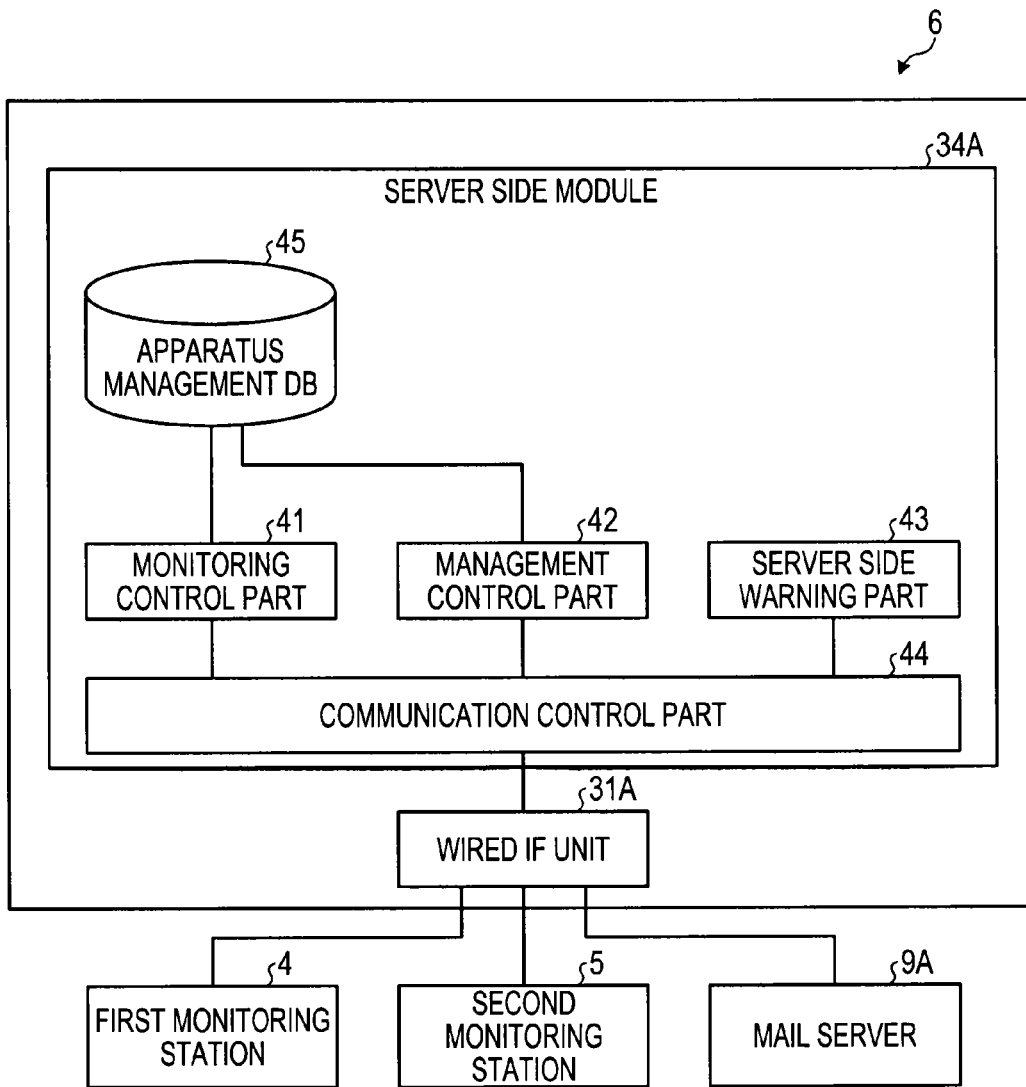 6
34A
SERVER SIDE MODULE
45
APPARATUS
MANAGEMENT DB
41
MONITORING
CONTROL PART
42
MANAGEMENT
CONTROL PART
43
SERVER SIDE
WARNING PART
44
COMMUNICATION CONTROL PART
31A
WIRED IF UNIT
4
FIRST MONITORING
STATION
5
SECOND
MONITORING
STATION
9A
MAIL SERVER